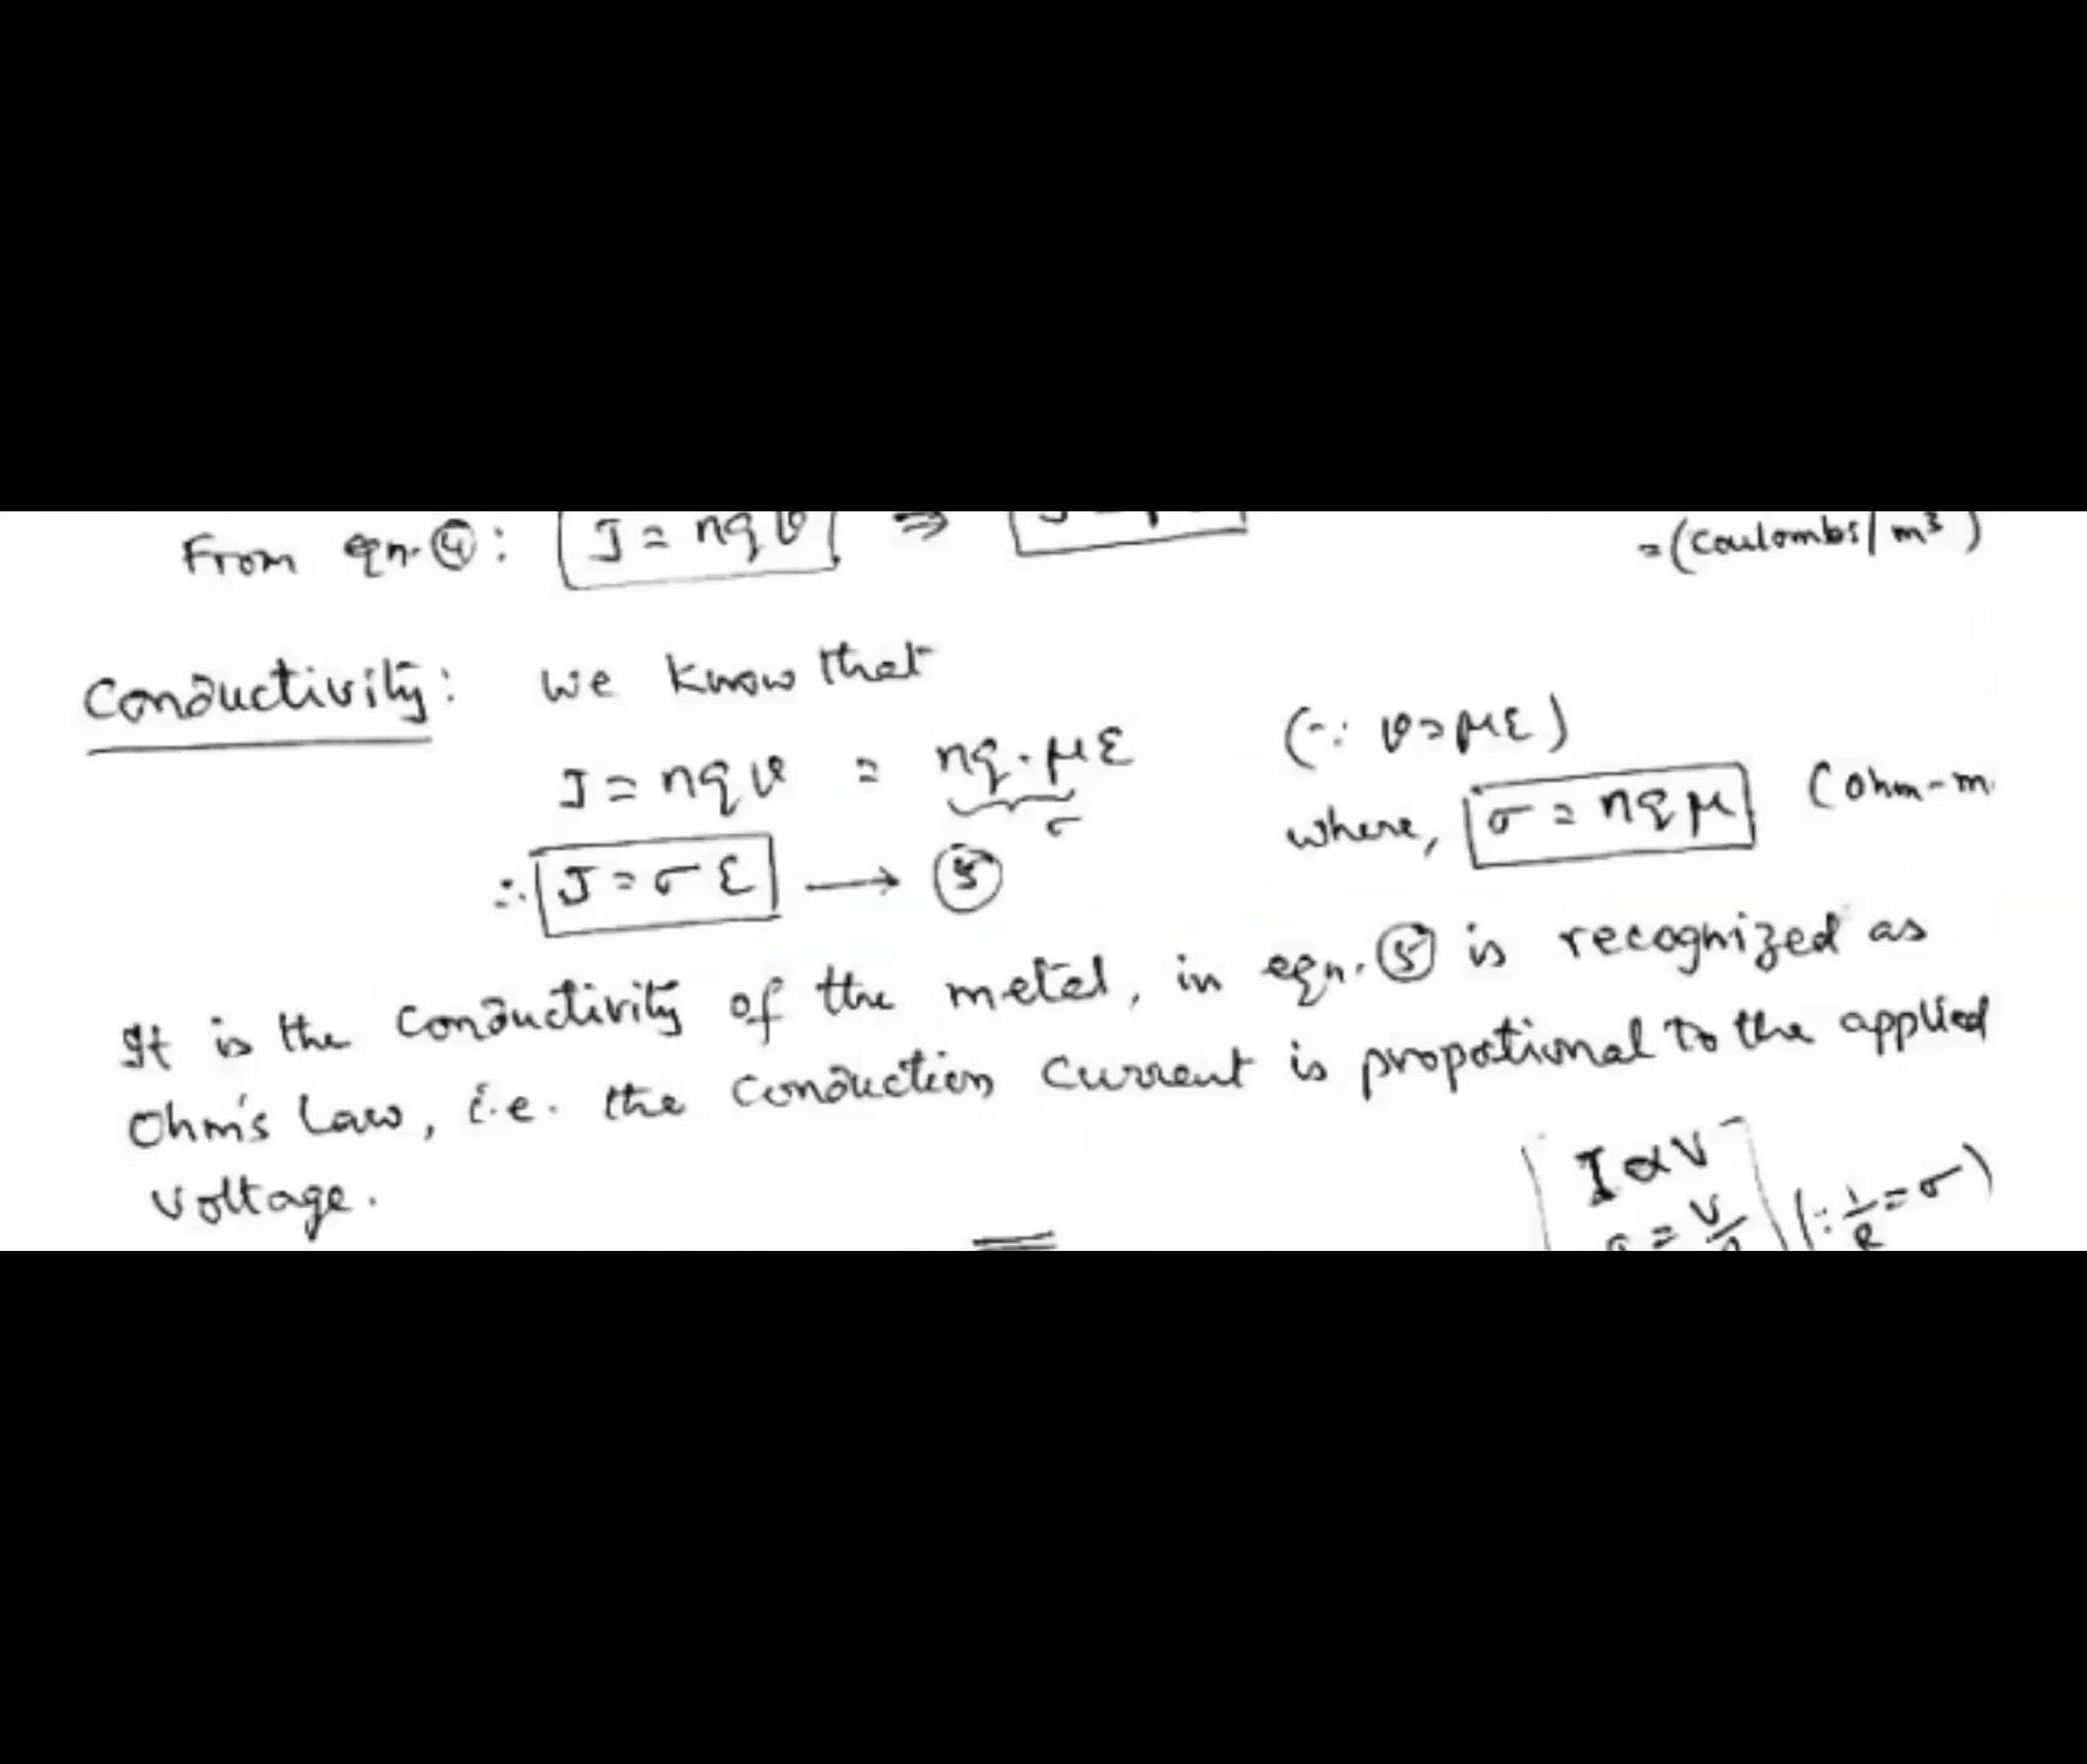 From eqn. ④: J = nqv ⇒ = (Coulombs/m³)
Conductivity: we know that
J = nqv = nq.με (∵ v = με)
σ where, σ = nqμ (ohm-m
∴ J = σε → ⑤
It is the Conductivity of the metal, in eqn. ⑤ is recognized as
Ohm's Law, i.e. the Conduction Current is propotional to the applied
voltage. I α V
= V/ (∵ 1/R = σ)